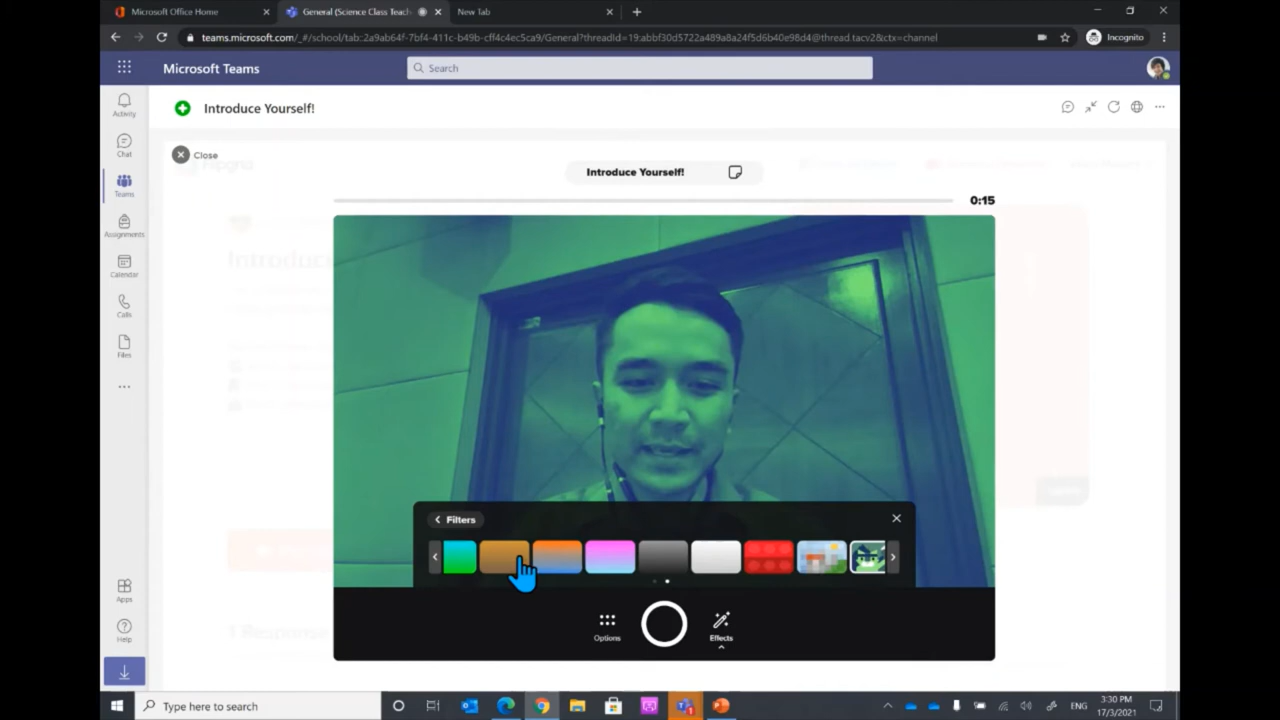 Microsoft Office Home
General (Science Class Teach
New Tab
teams.microsoft.com/_#/school/tab:2a9ab64f-7bf4-411c-b49b-cff4c4ec5ca9/General?threadId=19:abbf30d5722a489a8a24f5d6b40e98d4@thread.tacv2&ctx=channel
Incognito
Microsoft Teams
Search
Activity
Chat
Teams
Assignments
Calendar
Calls
Files
Apps
Help
Introduce Yourself!
Close
Introduce Yourself!
0:15
Introduc
Filters
Options
Effects
1 Response
Type here to search
ENG
3:30 PM
17/3/2021